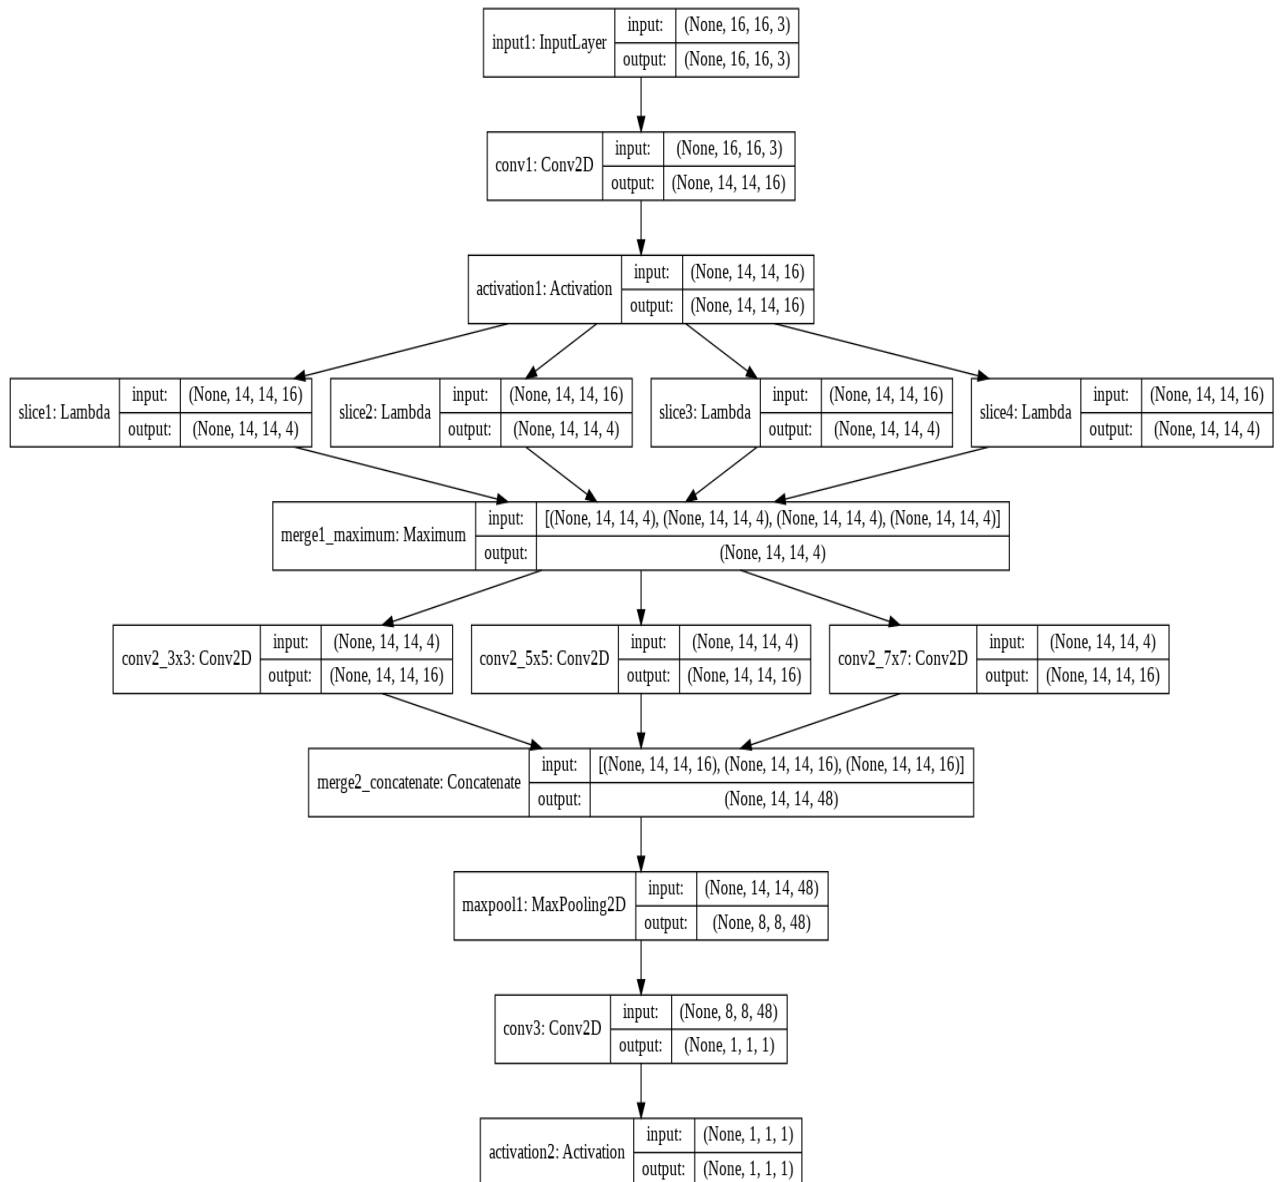 input1: InputLayer
input:
(None, 16, 16, 3)
output:
(None, 16, 16, 3)
conv1: Conv2D
input:
(None, 16, 16, 3)
output:
(None, 14, 14, 16)
activation1: Activation
input:
(None, 14, 14, 16)
output:
(None, 14, 14, 16)
slice1: Lambda
input:
(None, 14, 14, 16)
output:
(None, 14, 14, 4)
slice2: Lambda
input:
(None, 14, 14, 16)
output:
(None, 14, 14, 4)
slice3: Lambda
input:
(None, 14, 14, 16)
output:
(None, 14, 14, 4)
slice4: Lambda
input:
(None, 14, 14, 16)
output:
(None, 14, 14, 4)
merge1_maximum: Maximum
input:
[(None, 14, 14, 4), (None, 14, 14, 4), (None, 14, 14, 4), (None, 14, 14, 4)]
output:
(None, 14, 14, 4)
conv2_3x3: Conv2D
input:
(None, 14, 14, 4)
output:
(None, 14, 14, 16)
conv2_5x5: Conv2D
input:
(None, 14, 14, 4)
output:
(None, 14, 14, 16)
conv2_7x7: Conv2D
input:
(None, 14, 14, 4)
output:
(None, 14, 14, 16)
merge2_concatenate: Concatenate
input:
[(None, 14, 14, 16), (None, 14, 14, 16), (None, 14, 14, 16)]
output:
(None, 14, 14, 48)
maxpool1: MaxPooling2D
input:
(None, 14, 14, 48)
output:
(None, 8, 8, 48)
conv3: Conv2D
input:
(None, 8, 8, 48)
output:
(None, 1, 1, 1)
activation2: Activation
input:
(None, 1, 1, 1)
output:
(None, 1, 1, 1)